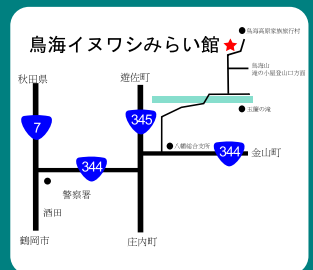 鳥海高原家族旅行村
鳥海イヌワシみらい館
鳥海山
滝の小屋登山口方面
秋田県
遊佐町
玉簾の滝
7
345
八幡総合支所
344
金山町
344
警察署
酒田
鶴岡市
庄内町